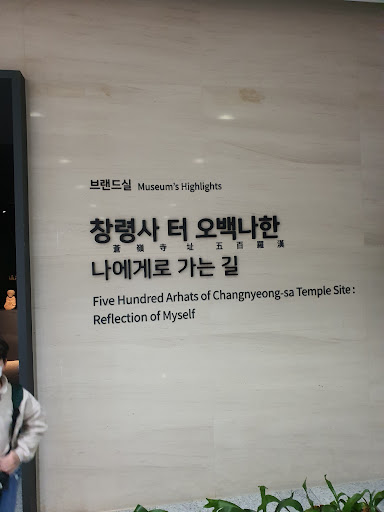 브랜드실 Museum's Highlights
창령사 터 오백나한
蒼嶺寺址 五百羅漢
나에게로 가는 길
Five Hundred Arhats of Changnyeong-sa Temple Site :
Reflection of Myself